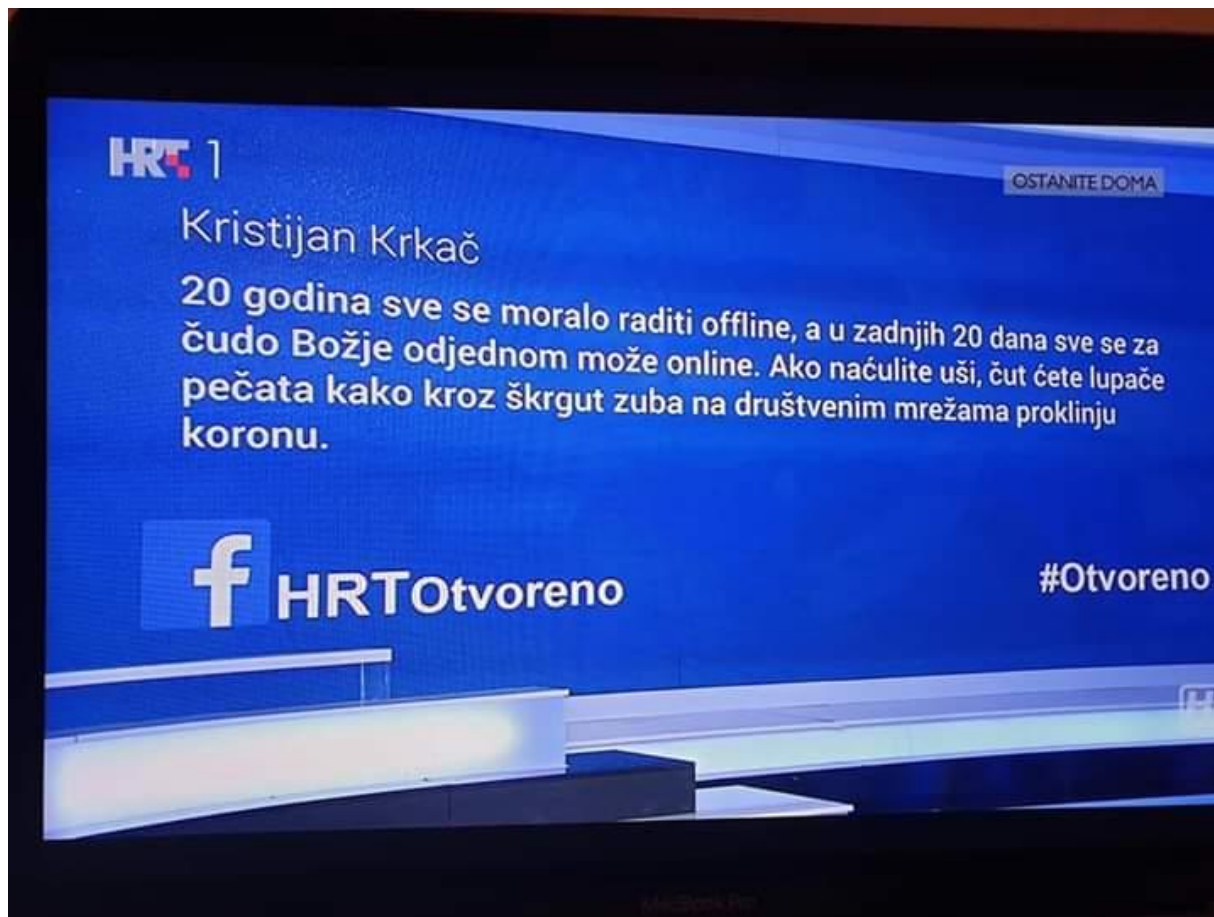 HRT 1
OSTANITE DOMA
Kristijan Krkač
20 godina sve se moralo raditi offline, a u zadnjih 20 dana sve se za
čudo Božje odjednom može online. Ako naćulite uši, čut ćete lupače
pečata kako kroz škrgut zuba na društvenim mrežama proklinju
koronu.
f HRTOtvoreno
#Otvoreno
H
MacBook Pro